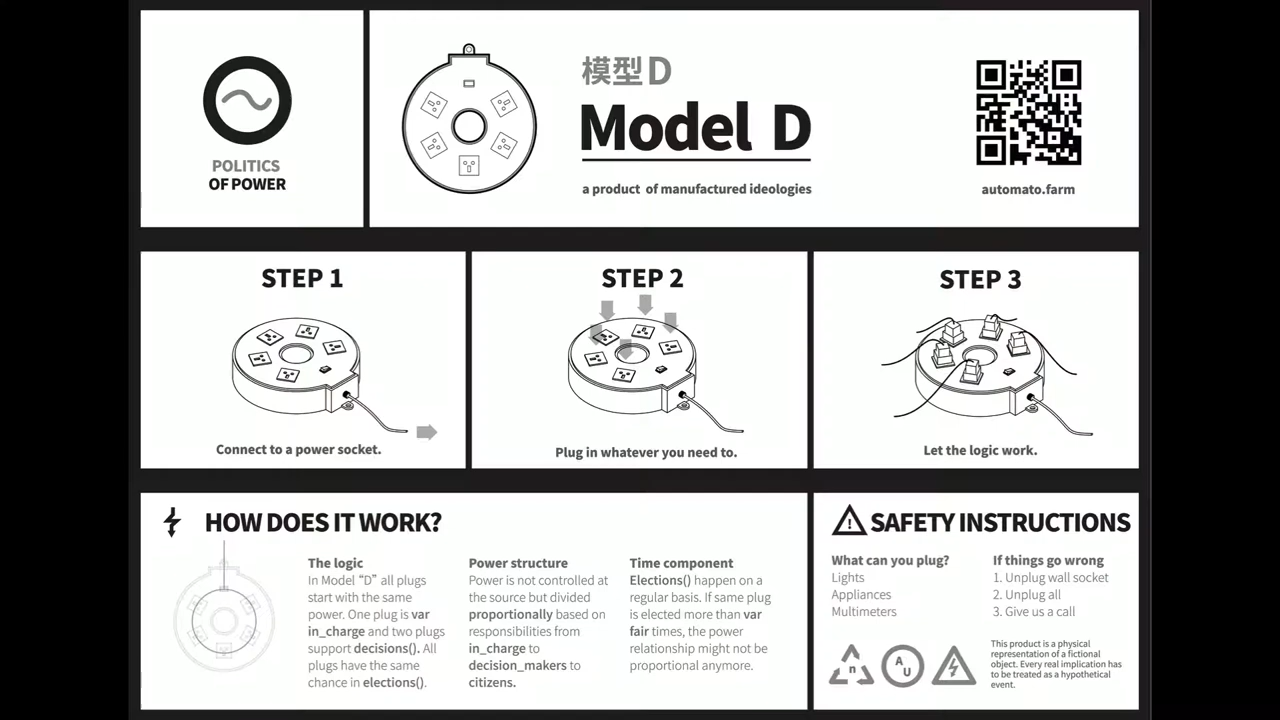 POLITICS
OF POWER
模型D
Model D
a product of manufactured ideologies
automato.farm
STEP 1
Connect to a power socket.
STEP 2
Plug in whatever you need to.
STEP 3
Let the logic work.
HOW DOES IT WORK?
The logic
In Model “D” all plugs
start with the same
power. One plug is var
in_charge and two plugs
support decisions(). All
plugs have the same
chance in elections().
Power structure
Power is not controlled at
the source but divided
proportionally based on
responsibilities from
in_charge to
decision_makers to
citizens.
Time component
Elections() happen on a
regular basis. If same plug
is elected more than var
fair times, the power
relationship might not be
proportional anymore.
SAFETY INSTRUCTIONS
What can you plug?
Lights
Appliances
Multimeters
If things go wrong
1. Unplug wall socket
2. Unplug all
3. Give us a call
n
A
U
This product is a physical
representation of a fictional
object. Every real implication has
to be treated as a hypothetical
event.